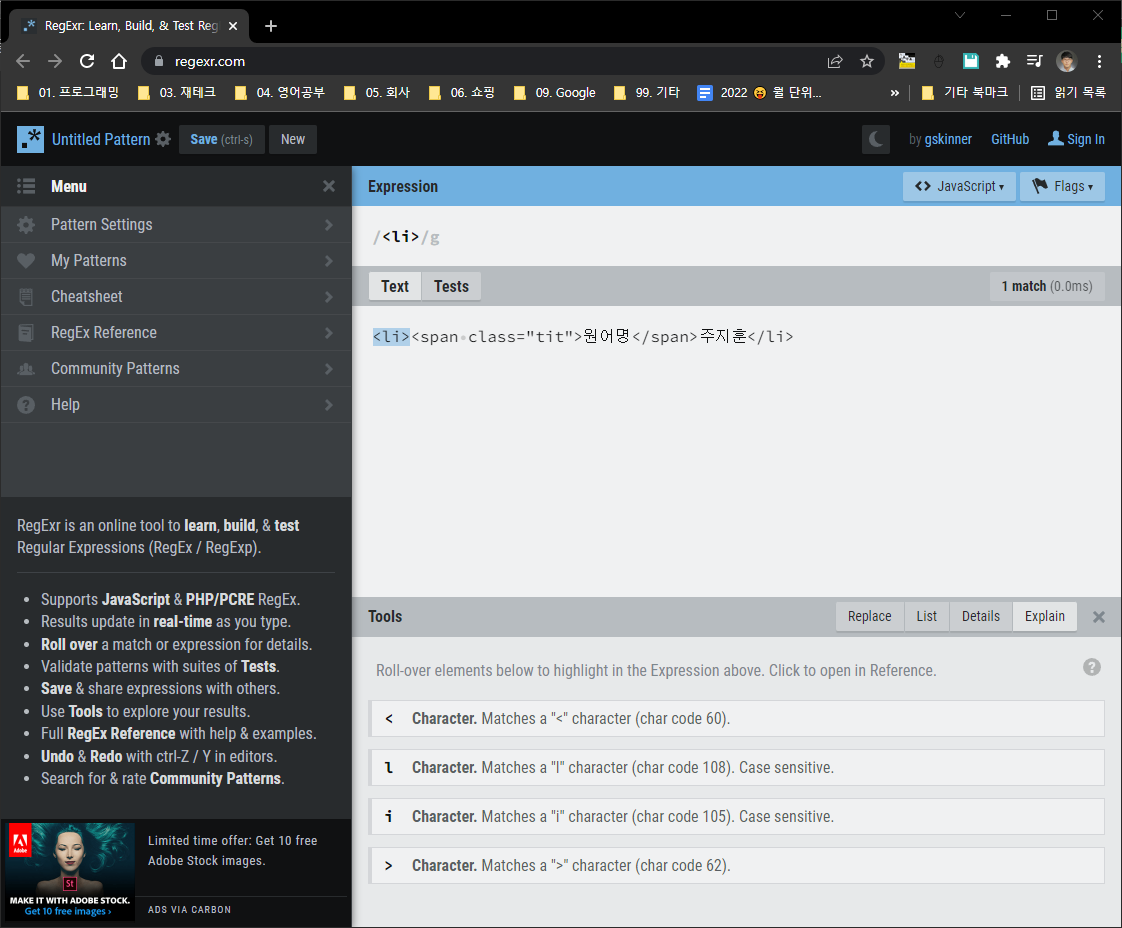 RegExr: Learn, Build, & Test Reg
regexr.com
01. 프로그래밍 03. 재테크 04. 영어공부 05. 회사 06. 쇼핑 09. Google 99. 기타 2022 😝 월 단위... » 기타 북마크 읽기 목록
.* Untitled Pattern Save (ctrl-s) New by gskinner GitHub Sign In
Menu
Pattern Settings
My Patterns
Cheatsheet
RegEx Reference
Community Patterns
Help
RegExr is an online tool to learn, build, & test
Regular Expressions (RegEx / RegExp).
• Supports JavaScript & PHP/PCRE RegEx.
• Results update in real-time as you type.
• Roll over a match or expression for details.
• Validate patterns with suites of Tests.
• Save & share expressions with others.
• Use Tools to explore your results.
• Full RegEx Reference with help & examples.
• Undo & Redo with ctrl-Z / Y in editors.
• Search for & rate Community Patterns.
Adobe
St
MAKE IT WITH ADOBE STOCK.
Get 10 free images ›
Limited time offer: Get 10 free
Adobe Stock images.
ADS VIA CARBON
Expression <> JavaScript ▾ Flags ▾
/<li>/g
Text Tests 1 match (0.0ms)
<li><span class="tit">원어명</span>주지훈</li>
Tools Replace List Details Explain
Roll-over elements below to highlight in the Expression above. Click to open in Reference. ?
< Character. Matches a "<" character (char code 60).
l Character. Matches a "l" character (char code 108). Case sensitive.
i Character. Matches a "i" character (char code 105). Case sensitive.
> Character. Matches a ">" character (char code 62).